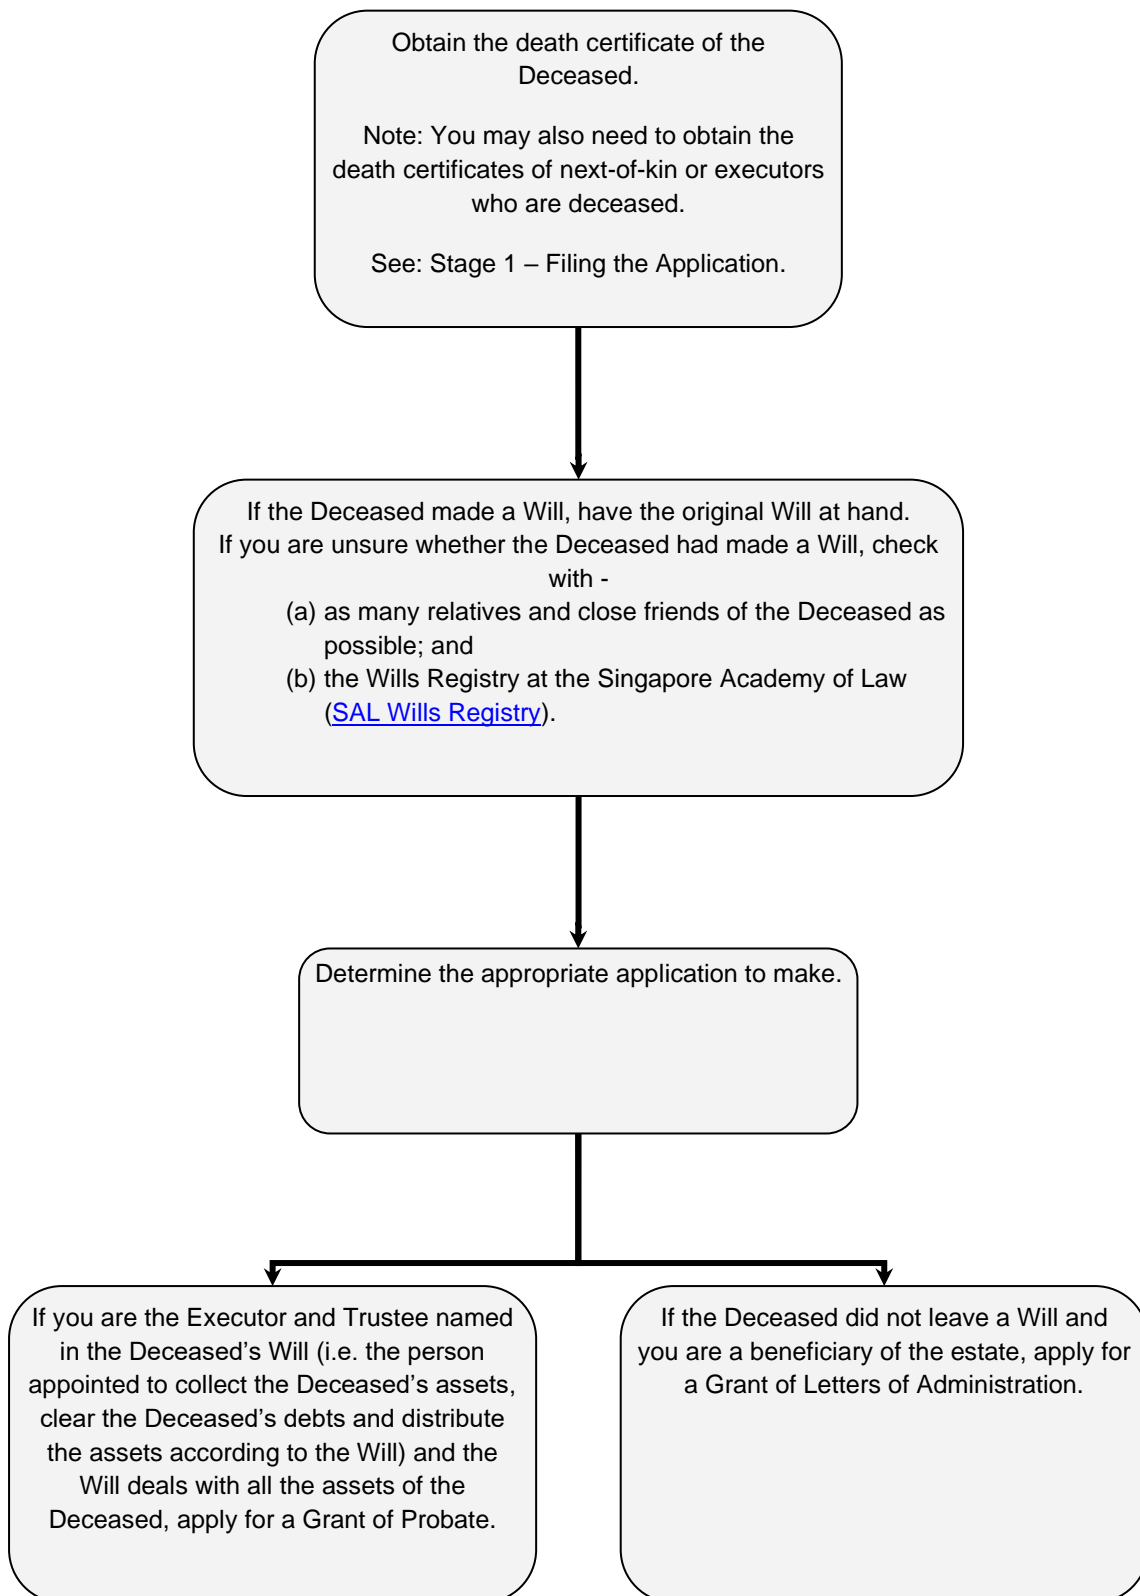 Obtain the death certificate of the
Deceased.
Note: You may also need to obtain the
death certificates of next-of-kin or executors
who are deceased.
See: Stage 1 – Filing the Application.
If the Deceased made a Will, have the original Will at hand.
If you are unsure whether the Deceased had made a Will, check
with -
(a) as many relatives and close friends of the Deceased as
possible; and
(b) the Wills Registry at the Singapore Academy of Law
(SAL Wills Registry).
Determine the appropriate application to make.
If you are the Executor and Trustee named
in the Deceased’s Will (i.e. the person
appointed to collect the Deceased’s assets,
clear the Deceased’s debts and distribute
the assets according to the Will) and the
Will deals with all the assets of the
Deceased, apply for a Grant of Probate.
If the Deceased did not leave a Will and
you are a beneficiary of the estate, apply for
a Grant of Letters of Administration.